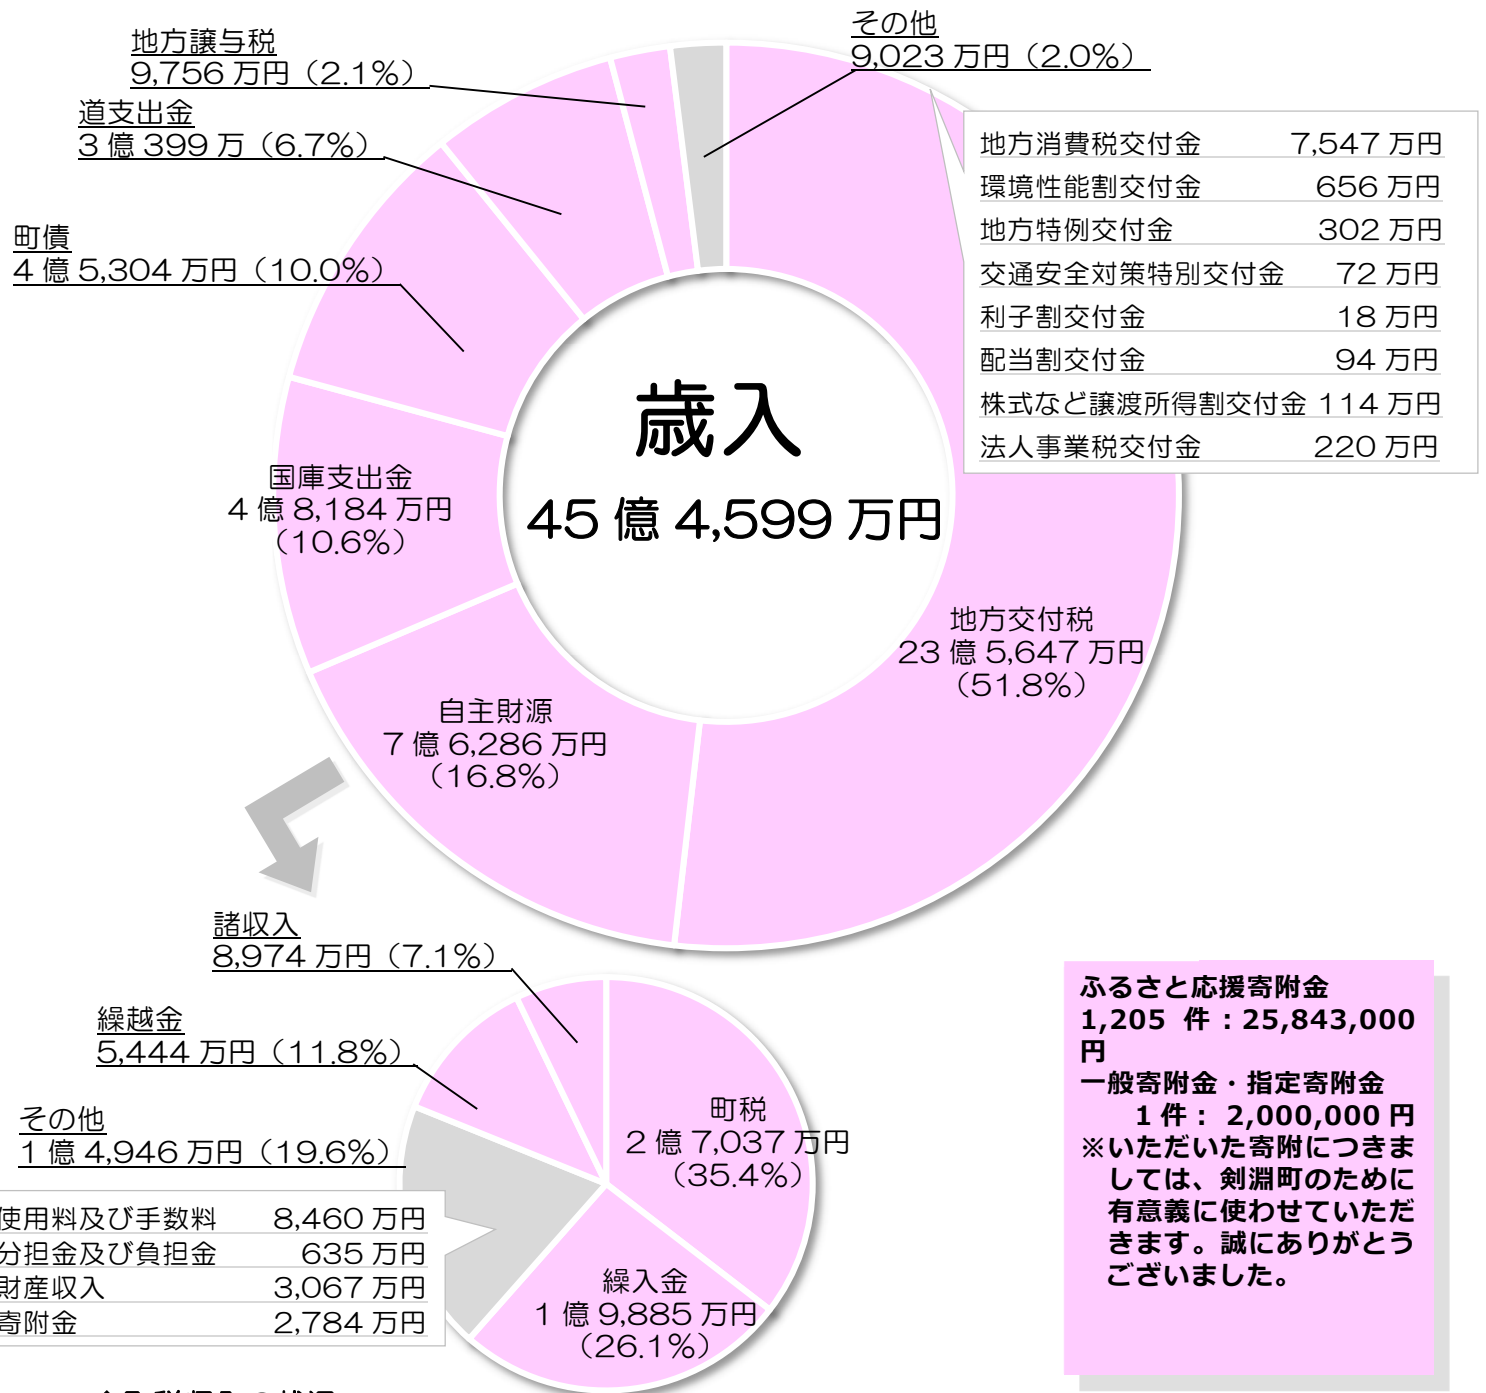 その他
9,023 万円（2.0%）
地方譲与税
9,756 万円（2.1%）
道支出金
3 億 399 万（6.7%）
町債
4 億 5,304 万円（10.0%）
地方消費税交付金 7,547 万円
環境性能割交付金 656 万円
地方特例交付金 302 万円
交通安全対策特別交付金 72 万円
利子割交付金 18 万円
配当割交付金 94 万円
株式など譲渡所得割交付金 114 万円
法人事業税交付金 220 万円
歳入
45 億 4,599 万円
国庫支出金
4 億 8,184 万円
（10.6%）
地方交付税
23 億 5,647 万円
（51.8%）
自主財源
7 億 6,286 万円
（16.8%）
諸収入
8,974 万円（7.1%）
繰越金
5,444 万円（11.8%）
その他
1 億 4,946 万円（19.6%）
使用料及び手数料 8,460 万円
分担金及び負担金 635 万円
財産収入 3,067 万円
寄附金 2,784 万円
町税
2 億 7,037 万円
（35.4%）
繰入金
1 億 9,885 万円
（26.1%）
ふるさと応援寄附金
1,205 件：25,843,000
円
一般寄附金・指定寄附金
1 件： 2,000,000 円
※いただいた寄附につきま
しては、剣淵町のために
有意義に使わせていただ
きます。誠にありがとう
ございました。